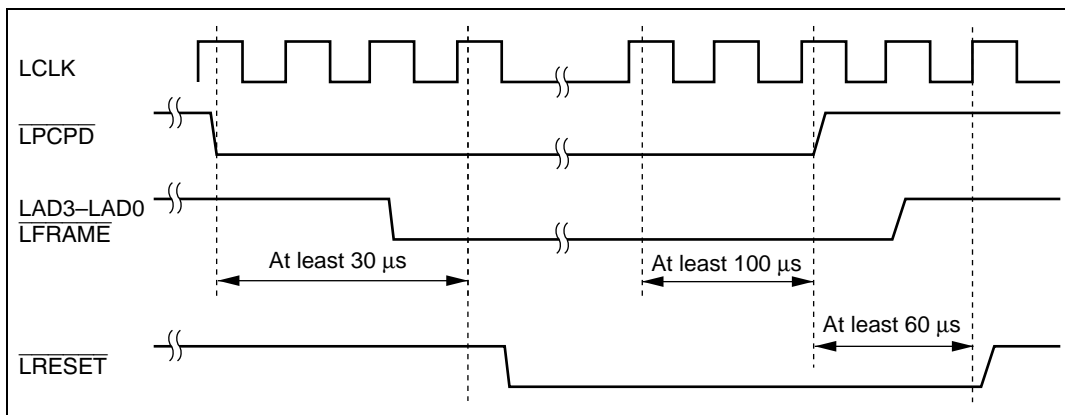 LCLK
LPCPD
LAD3–LAD0
LFRAME
At least 30 μs
At least 100 μs
At least 60 μs
LRESET